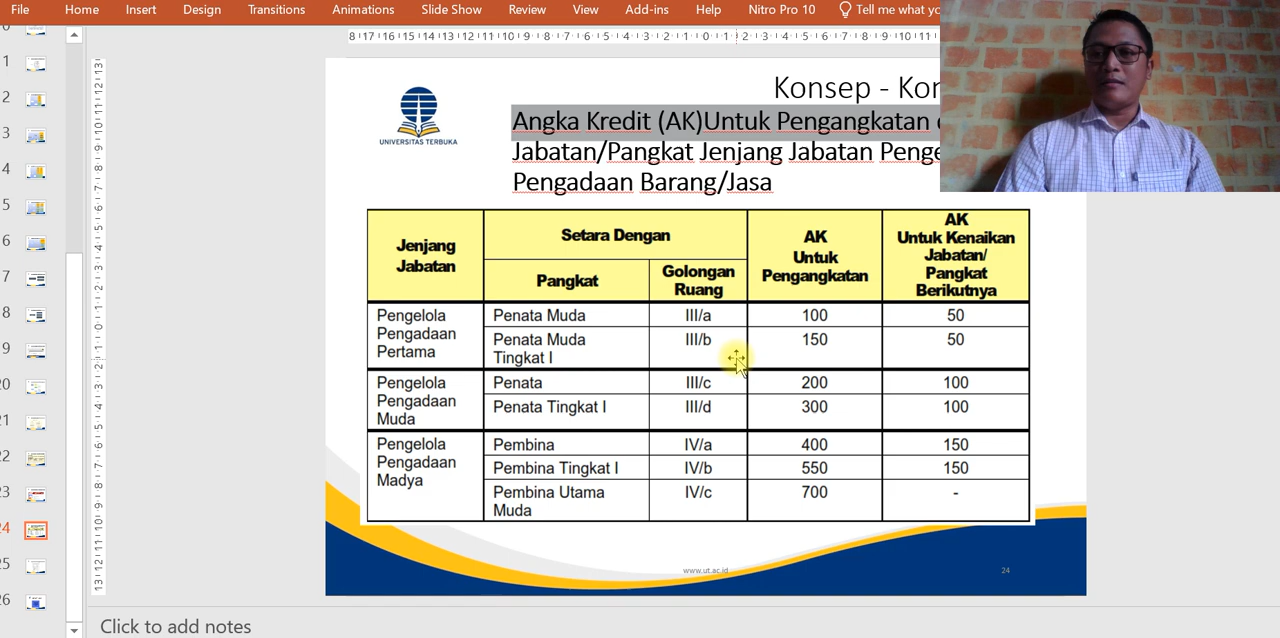 File Home Insert Design Transitions Animations Slide Show Review View Add-ins Help Nitro Pro 10 Tell me what
Konsep -
UNIVERSITAS TERBUKA
Angka Kredit (AK)Untuk Pengangkatan
Jabatan/Pangkat Jenjang Jabatan
Pengadaan Barang/Jasa
Jenjang Jabatan
Setara Dengan
Pangkat
Golongan Ruang
AK Untuk Pengangkatan
AK Untuk Kenaikan Jabatan/ Pangkat Berikutnya
Pengelola Pengadaan Pertama
Penata Muda III/a 100 50
Penata Muda Tingkat I III/b 150 50
Pengelola Pengadaan Muda
Penata III/c 200 100
Penata Tingkat I III/d 300 100
Pengelola Pengadaan Madya
Pembina IV/a 400 150
Pembina Tingkat I IV/b 550 150
Pembina Utama Muda IV/c 700 -
www.ut.ac.id
24
Click to add notes